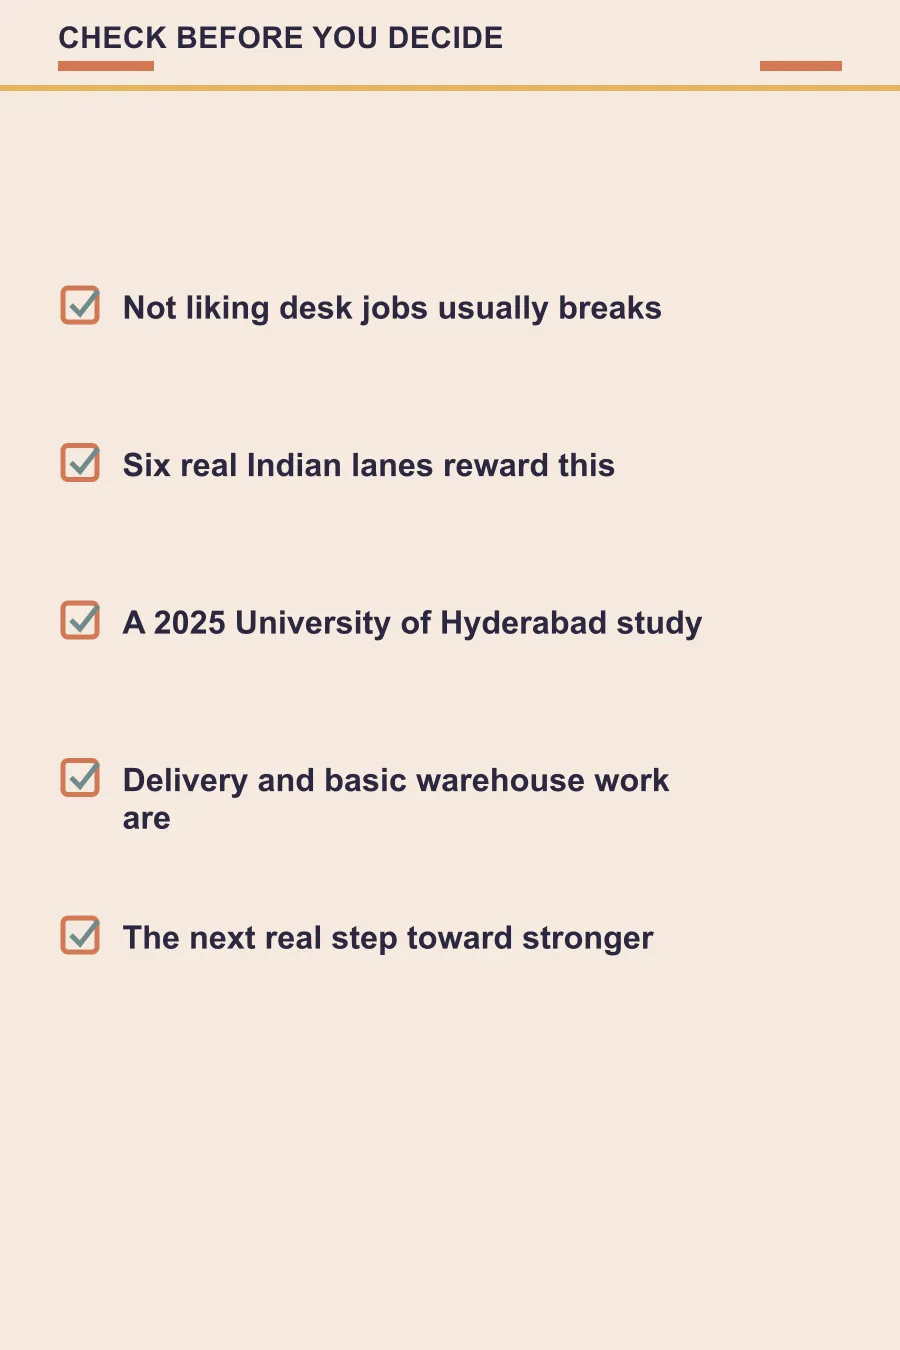 CHECK BEFORE YOU DECIDE
Not liking desk jobs usually breaks
Six real Indian lanes reward this
A 2025 University of Hyderabad study
Delivery and basic warehouse work
are
The next real step toward stronger